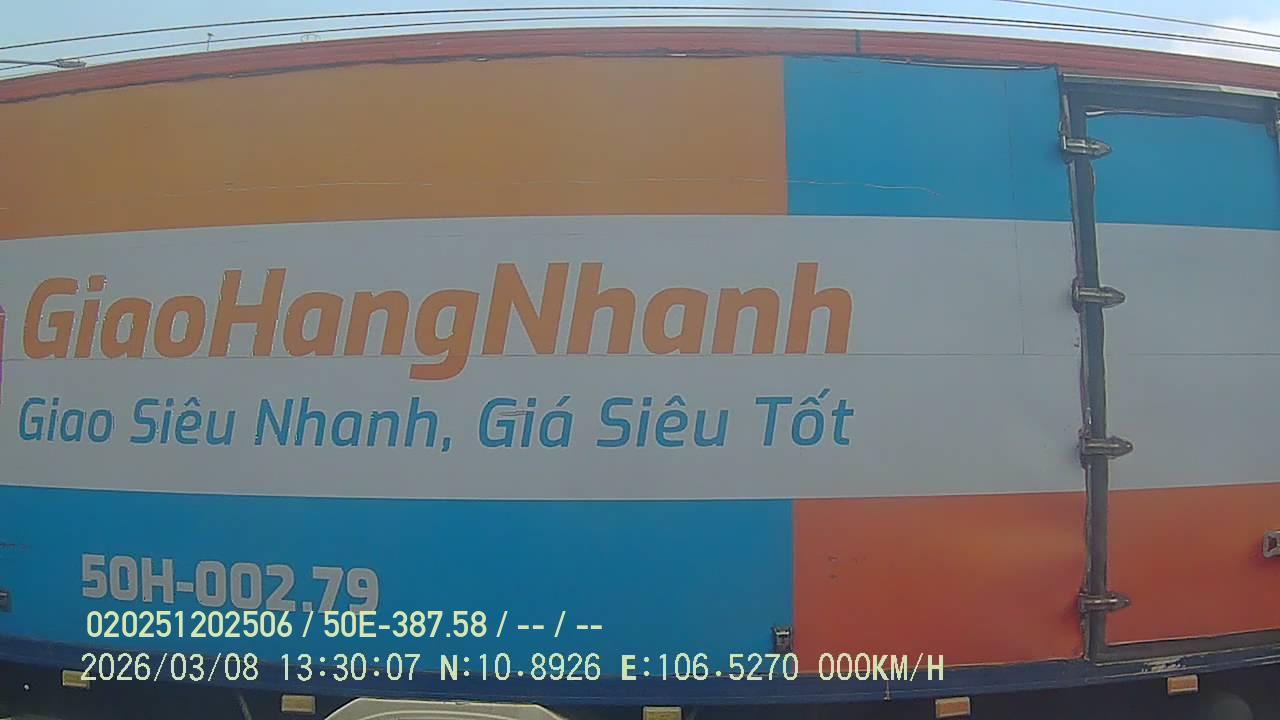 GiaoHangNhanh
Giao Siêu Nhanh, Giá Siêu Tốt
50H-002.79
020251202506 / 50E-387.58 / -- / --
2026/03/08 13:30:07 N:10.8926 E:106.5270 000KM/H